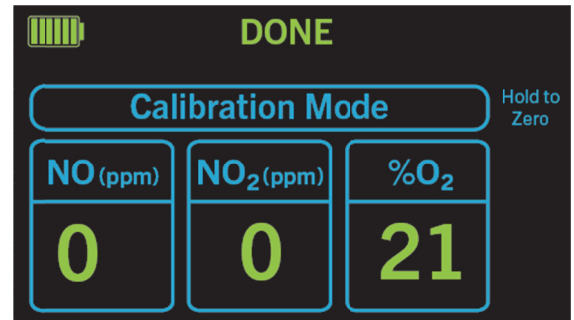 DONE
Calibration Mode
Hold to
Zero
NO (ppm) NO₂ (ppm) %O₂
0 0 21